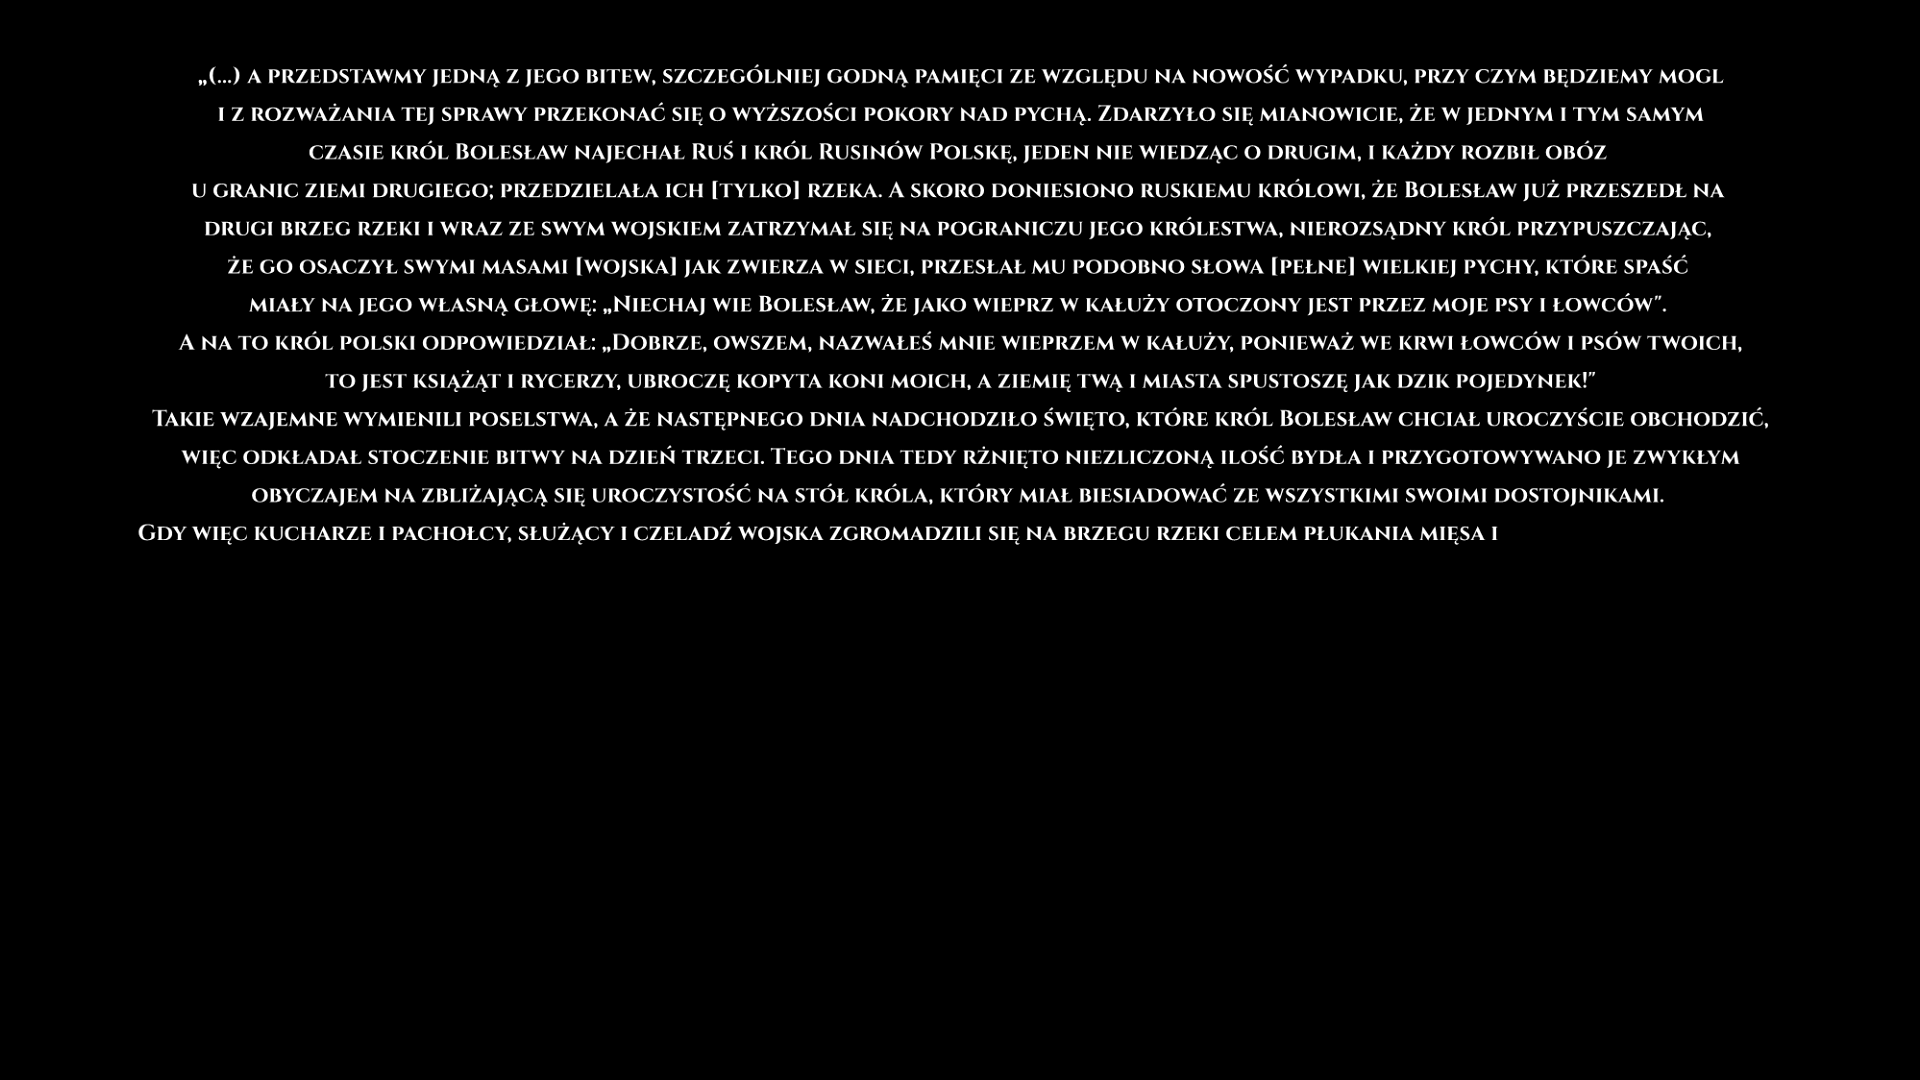 „(...) a przedstawmy jedną z jego bitew, szczególniej godną pamięci ze względu na nowość wypadku, przy czym będziemy mogl
i z rozważania tej sprawy przekonać się o wyższości pokory nad pychą. Zdarzyło się mianowicie, że w jednym i tym samym
czasie król Bolesław najechał Ruś i król Rusinów Polskę, jeden nie wiedząc o drugim, i każdy rozbił obóz
u granic ziemi drugiego; przedzielała ich [tylko] rzeka. A skoro doniesiono ruskiemu królowi, że Bolesław już przeszedł na
drugi brzeg rzeki i wraz ze swym wojskiem zatrzymał się na pograniczu jego królestwa, nierozsądny król przypuszczając,
że go osaczył swymi masami [wojska] jak zwierza w sieci, przesłał mu podobno słowa [pełne] wielkiej pychy, które spaść
miały na jego własną głowę: „Niechaj wie Bolesław, że jako wieprz w kałuży otoczony jest przez moje psy i łowców".
A na to król polski odpowiedział: „Dobrze, owszem, nazwałeś mnie wieprzem w kałuży, ponieważ we krwi łowców i psów twoich,
to jest książąt i rycerzy, ubroczę kopyta koni moich, a ziemię twą i miasta spustoszę jak dzik pojedynek!"
Takie wzajemne wymienili poselstwa, a że następnego dnia nadchodziło święto, które król Bolesław chciał uroczyście obchodzić,
więc odkładał stoczenie bitwy na dzień trzeci. Tego dnia tedy rżnięto niezliczoną ilość bydła i przygotowywano je zwykłym
obyczajem na zbliżającą się uroczystość na stół króla, który miał biesiadować ze wszystkimi swoimi dostojnikami.
Gdy więc kucharze i pachołcy, służący i czeladź wojska zgromadzili się na brzegu rzeki celem płukania mięsa i